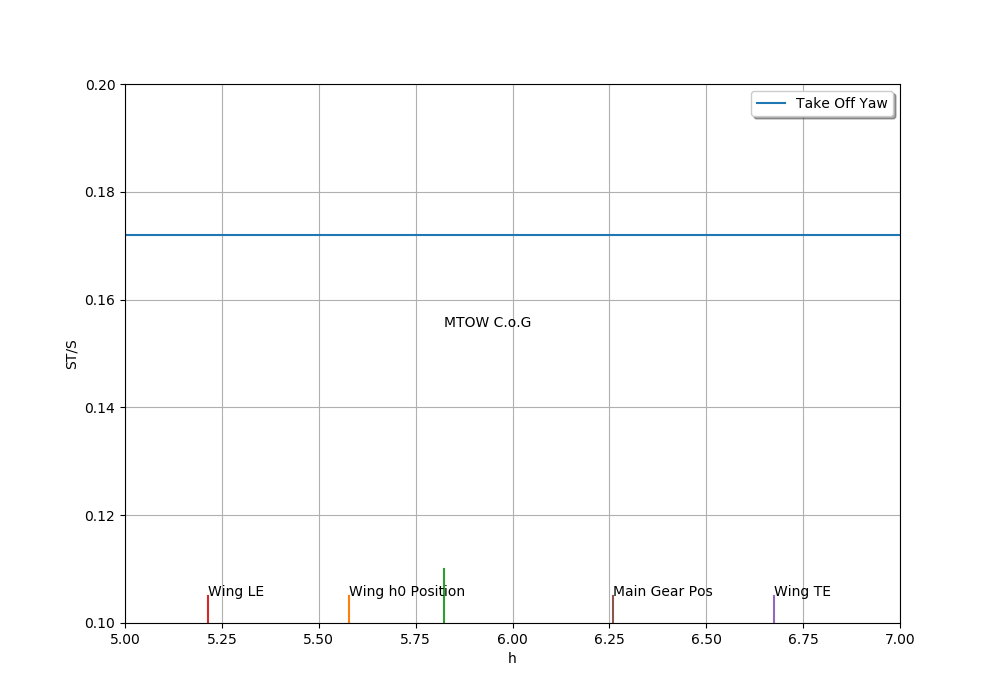 0.20
Take Off Yaw
0.18
0.16
MTOW C.o.G
ST/S
0.14
0.12
Wing LE
Wing h0 Position
Main Gear Pos
Wing TE
0.10
5.00 5.25 5.50 5.75 6.00 6.25 6.50 6.75 7.00
h